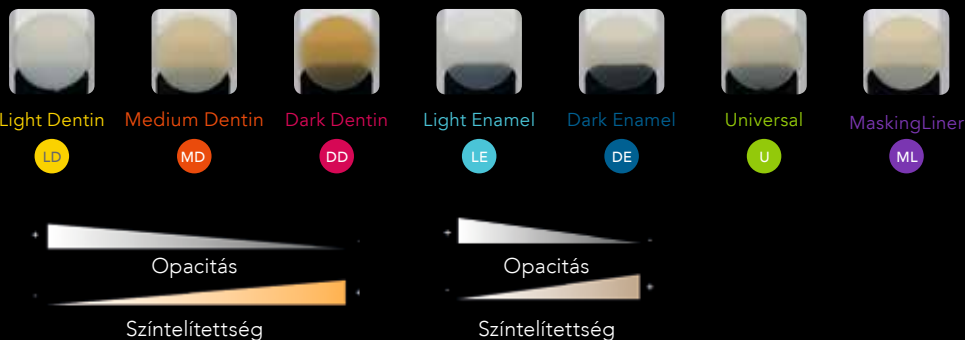 Light Dentin Medium Dentin Dark Dentin Light Enamel Dark Enamel Universal MaskingLiner
LD MD DD LE DE U ML
+ - + -
Opacitás Opacitás
- + - +
Színtelítettség Színtelítettség